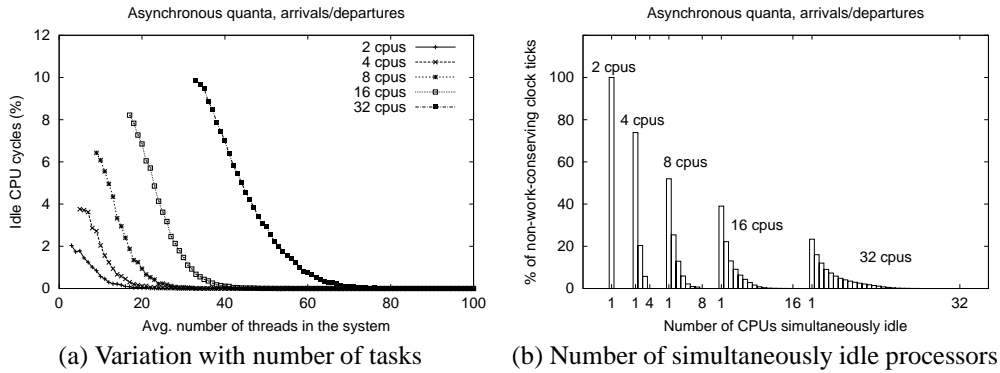 Asynchronous quanta, arrivals/departures
12
10
8
6
4
2
0
Idle CPU cycles (%)
2 cpus
4 cpus
8 cpus
16 cpus
32 cpus
0 20 40 60 80 100
Avg. number of threads in the system
(a) Variation with number of tasks
Asynchronous quanta, arrivals/departures
100
80
60
40
20
0
% of non-work-conserving clock ticks
2 cpus
4 cpus
8 cpus
16 cpus
32 cpus
1 1 4 1 8 1 16 1 32
Number of CPUs simultaneously idle
(b) Number of simultaneously idle processors